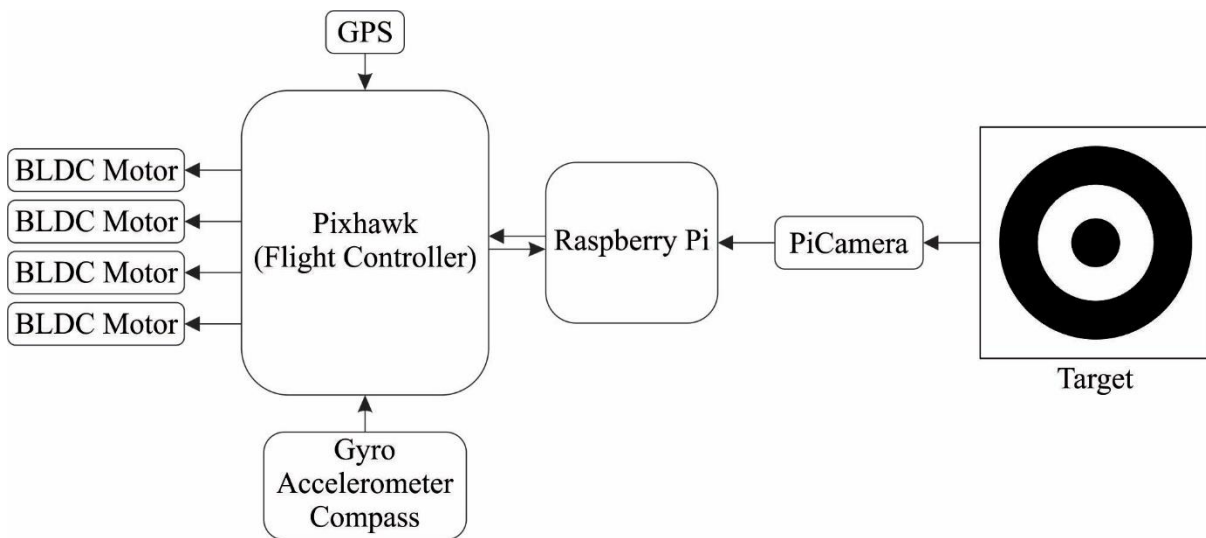 GPS
BLDC Motor
BLDC Motor
BLDC Motor
BLDC Motor
Pixhawk
(Flight Controller)
Raspberry Pi
PiCamera
Target
Gyro
Accelerometer
Compass